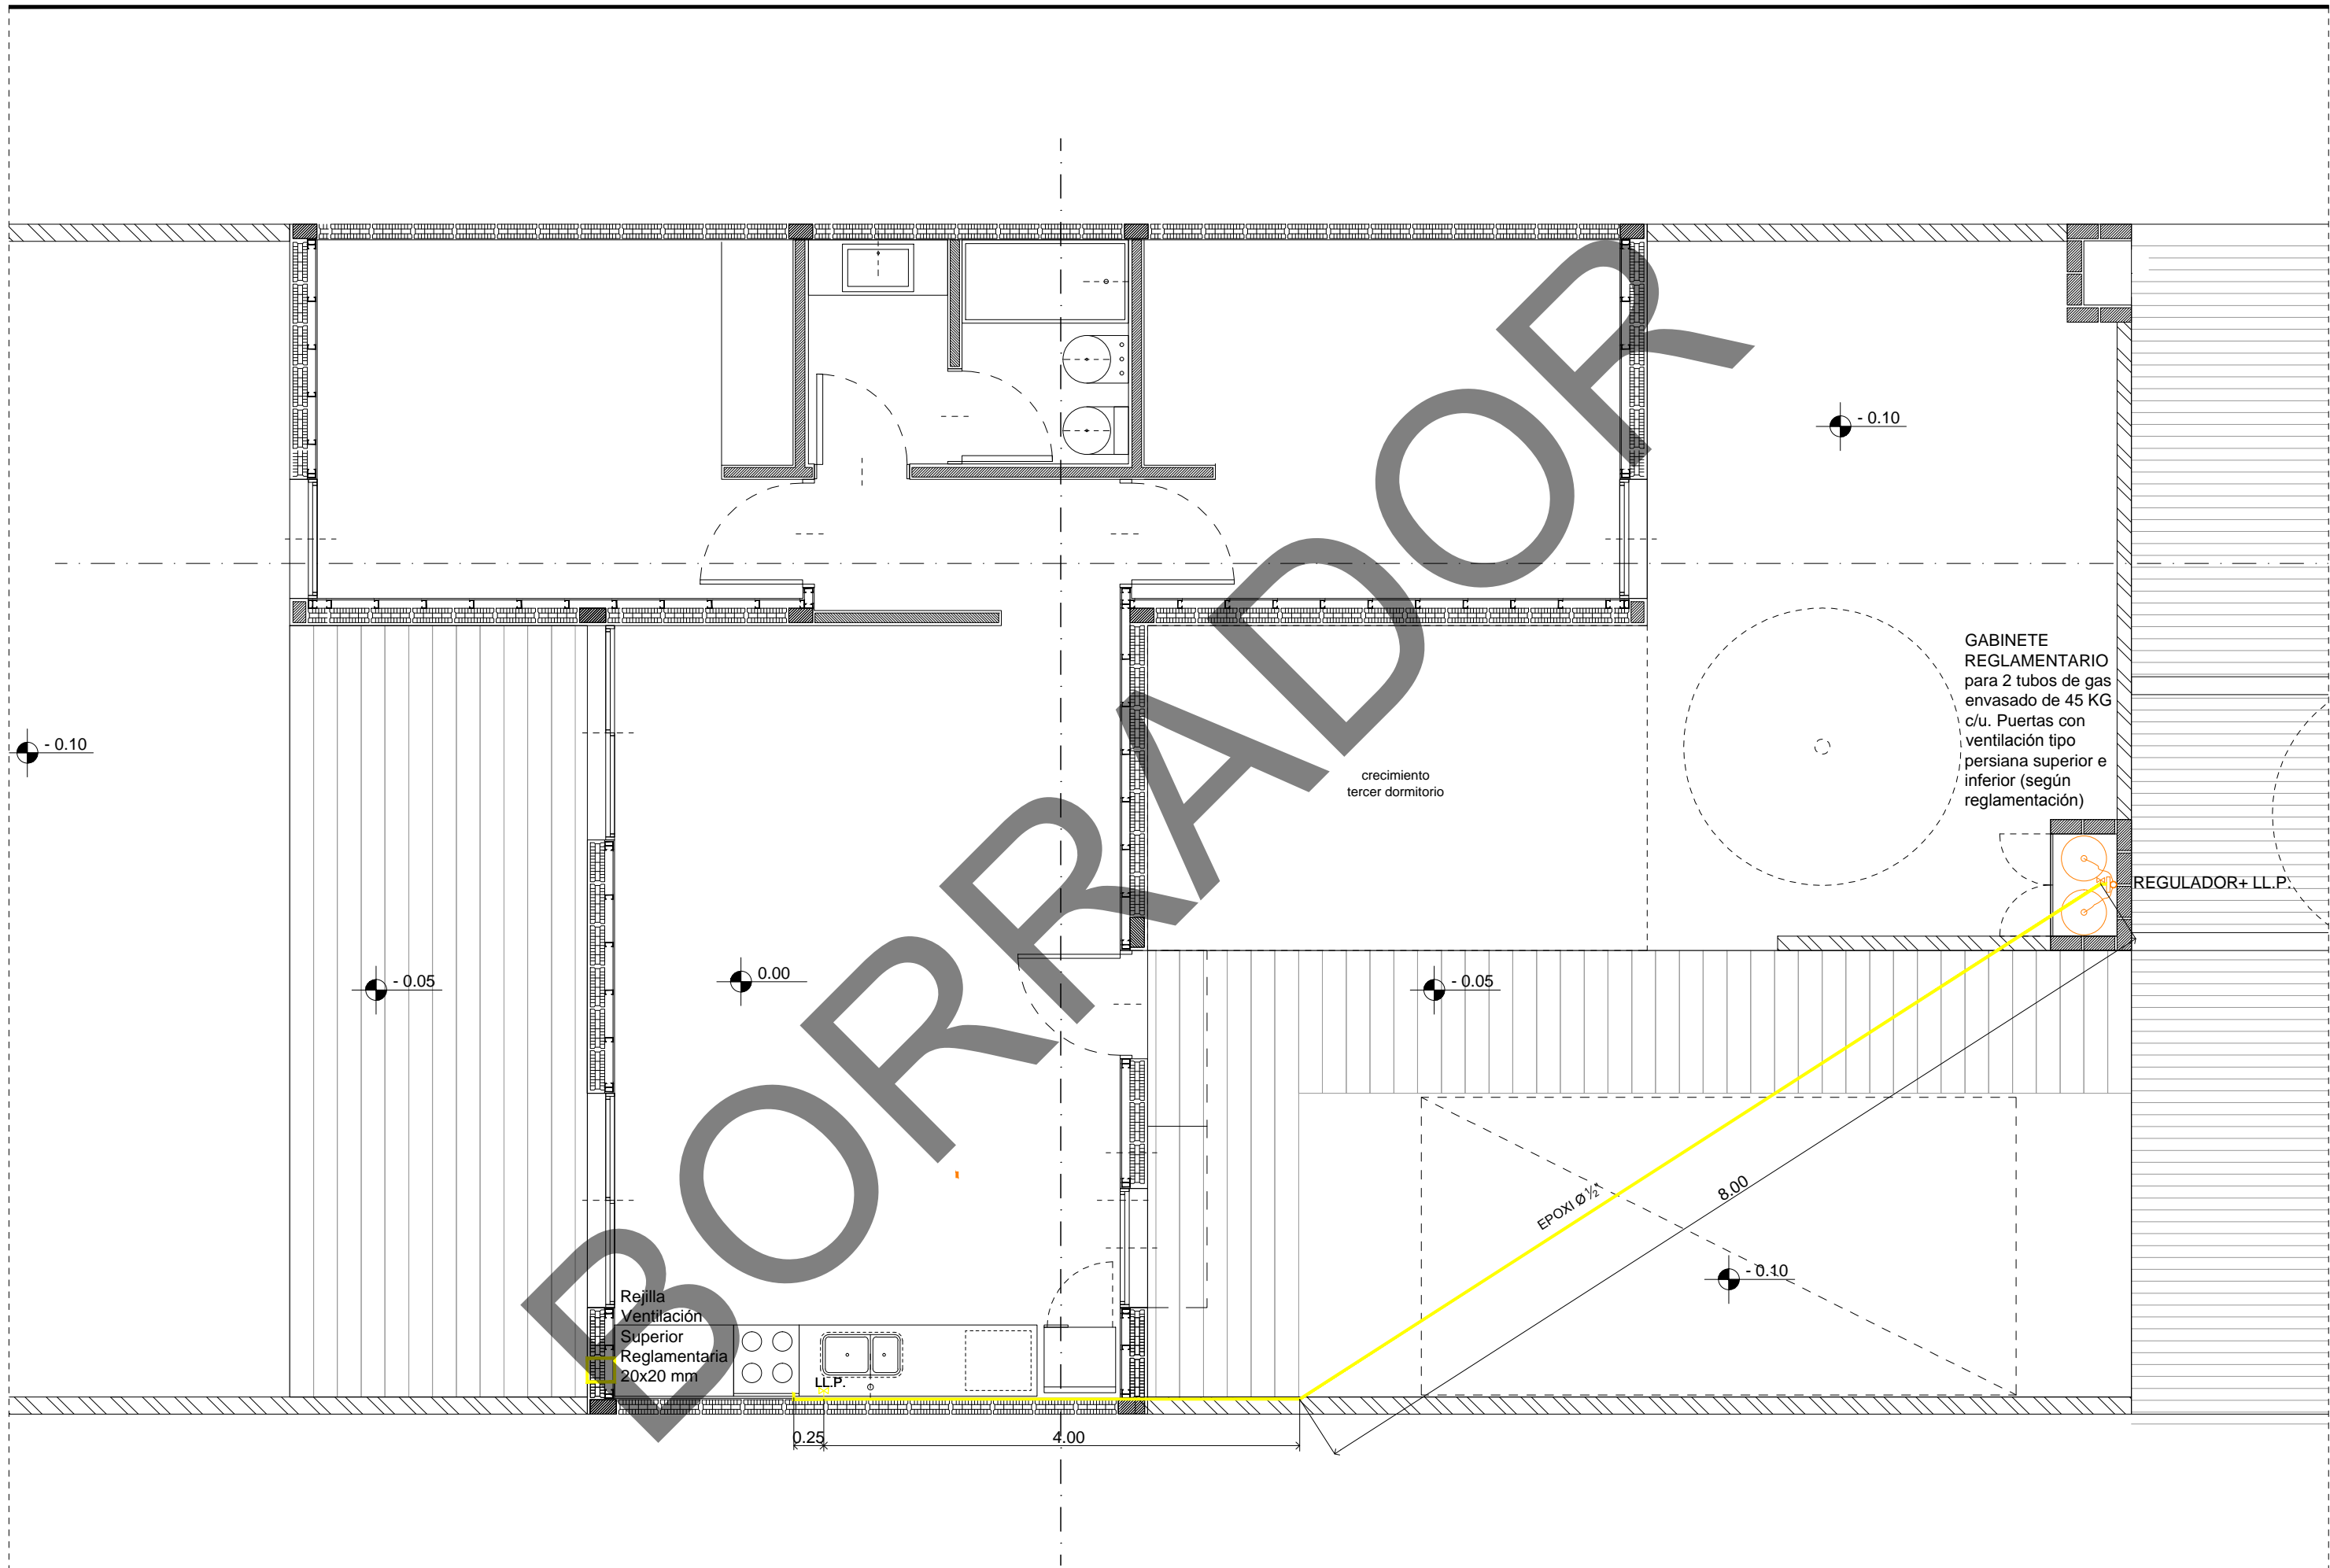 - 0.10
GABINETE
REGLAMENTARIO
para 2 tubos de gas
envasado de 45 KG
c/u. Puertas con
ventilación tipo
persiana superior e
inferior (según
reglamentación)
- 0.10
crecimiento
tercer dormitorio
REGULADOR+ LL.P.
- 0.05
0.00
- 0.05
BORRADOR
EPOXI Ø ½"
8.00
- 0.10
Rejilla
Ventilación
Superior
Reglamentaria
20x20 mm
LL.P.
0.25
4.00